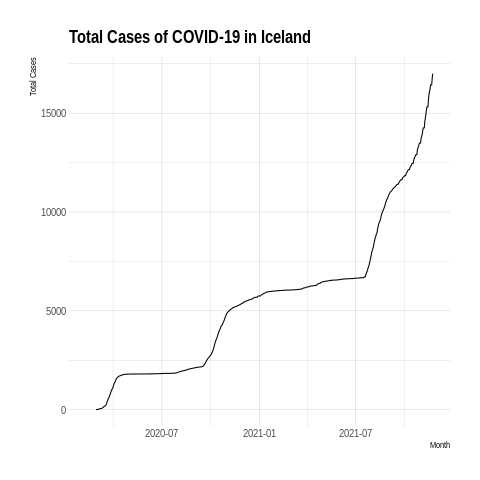 Total Cases of COVID-19 in Iceland
Total Cases
15000
10000
5000
0
2020-07
2021-01
2021-07
Month